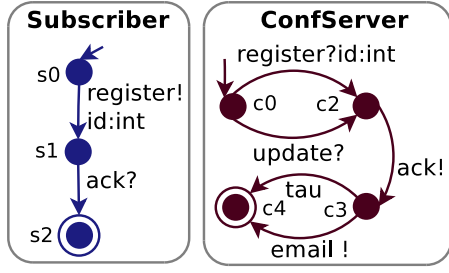 Subscriber
s0
register!
id:int
s1
ack?
s2
ConfServer
register?id:int
c0
c2
update?
ack!
tau
c4
c3
email !